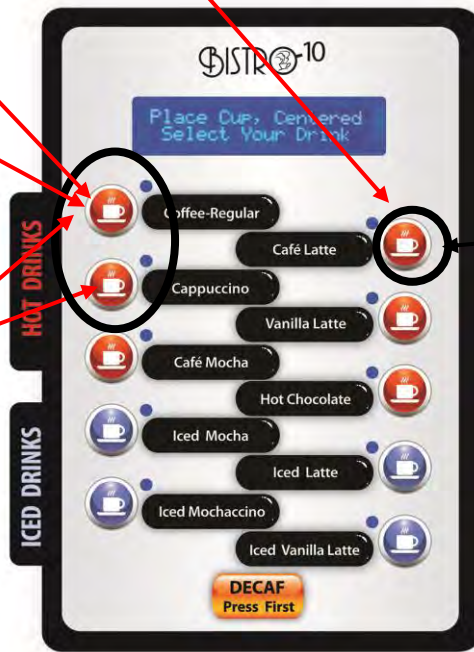 BISTRO 10
Place Cup, Centered
Select Your Drink
HOT DRINKS
Coffee-Regular
Café Latte
Cappuccino
Vanilla Latte
Café Mocha
Hot Chocolate
ICED DRINKS
Iced Mocha
Iced Latte
Iced Mochaccino
Iced Vanilla Latte
DECAF
Press First